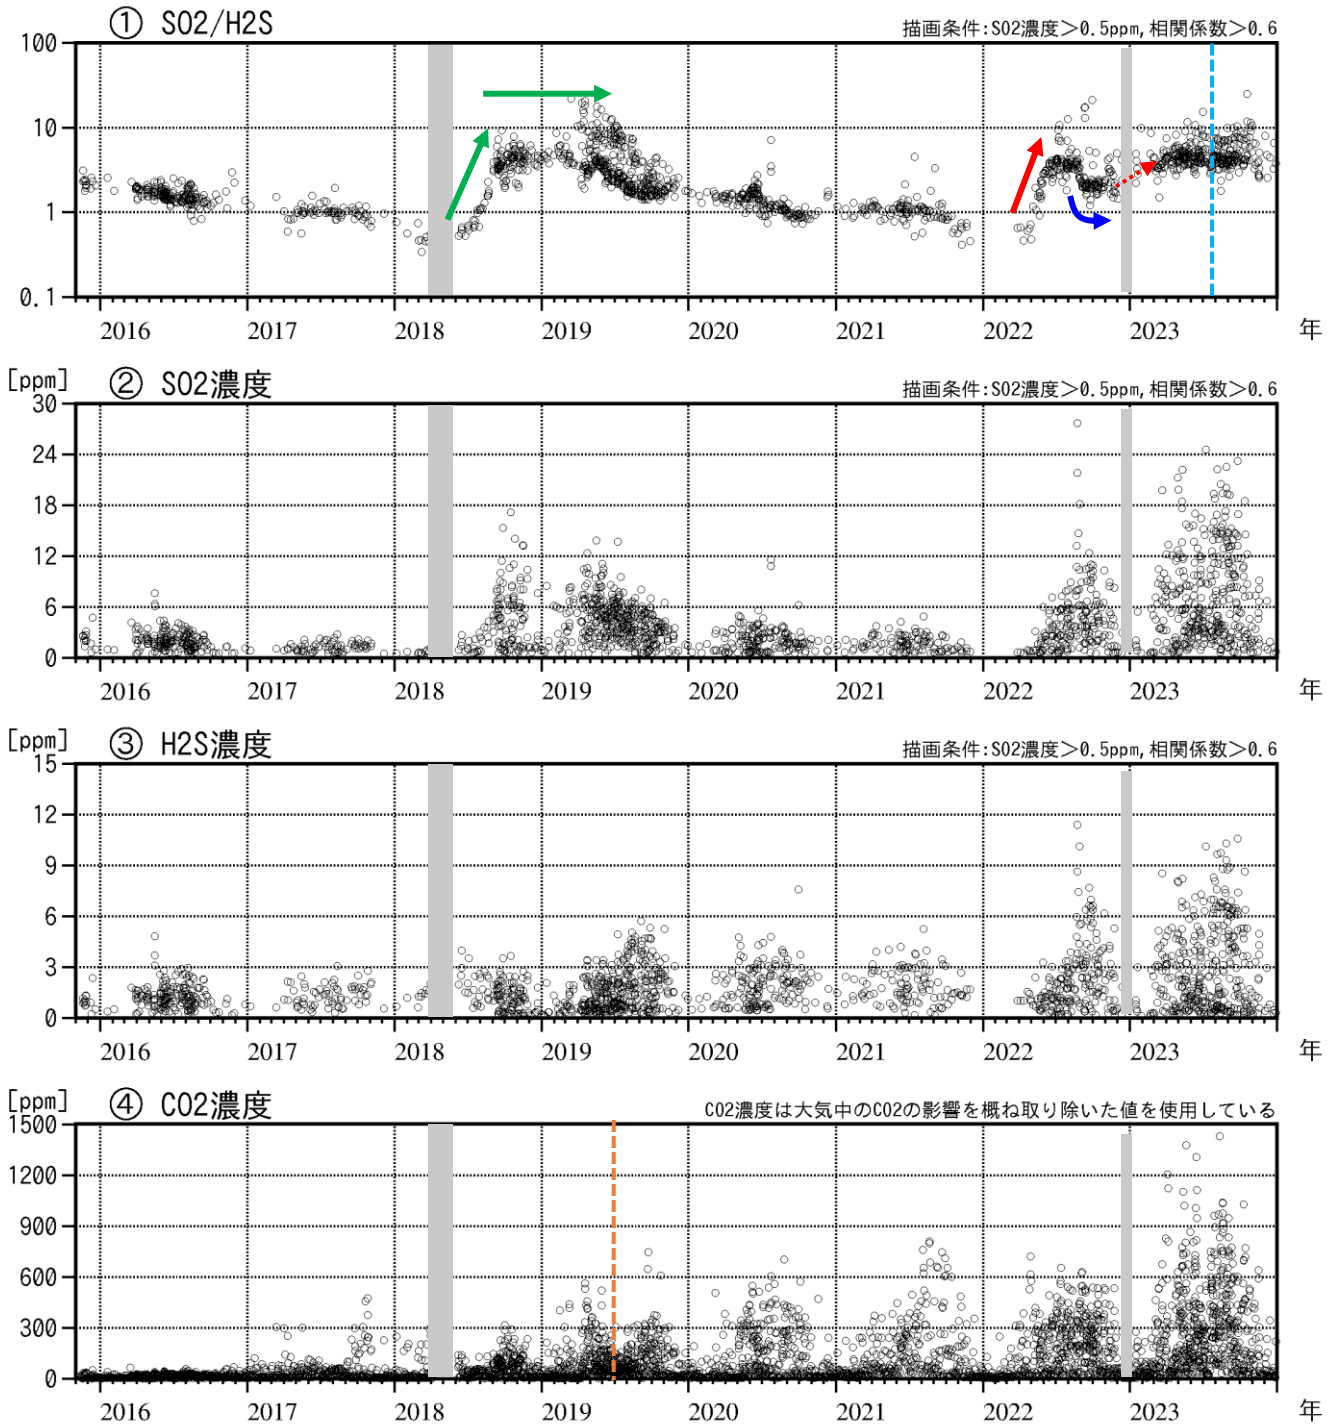 ① SO2/H2S
描画条件:SO2濃度＞0.5ppm,相関係数＞0.6
100
10
1
0.1
2016 2017 2018 2019 2020 2021 2022 2023 年
[ppm] ② SO2濃度
描画条件:SO2濃度＞0.5ppm,相関係数＞0.6
30
24
18
12
6
0
2016 2017 2018 2019 2020 2021 2022 2023 年
[ppm] ③ H2S濃度
描画条件:SO2濃度＞0.5ppm,相関係数＞0.6
15
12
9
6
3
0
2016 2017 2018 2019 2020 2021 2022 2023 年
[ppm] ④ CO2濃度
CO2濃度は大気中のCO2の影響を概ね取り除いた値を使用している
1500
1200
900
600
300
0
2016 2017 2018 2019 2020 2021 2022 2023 年